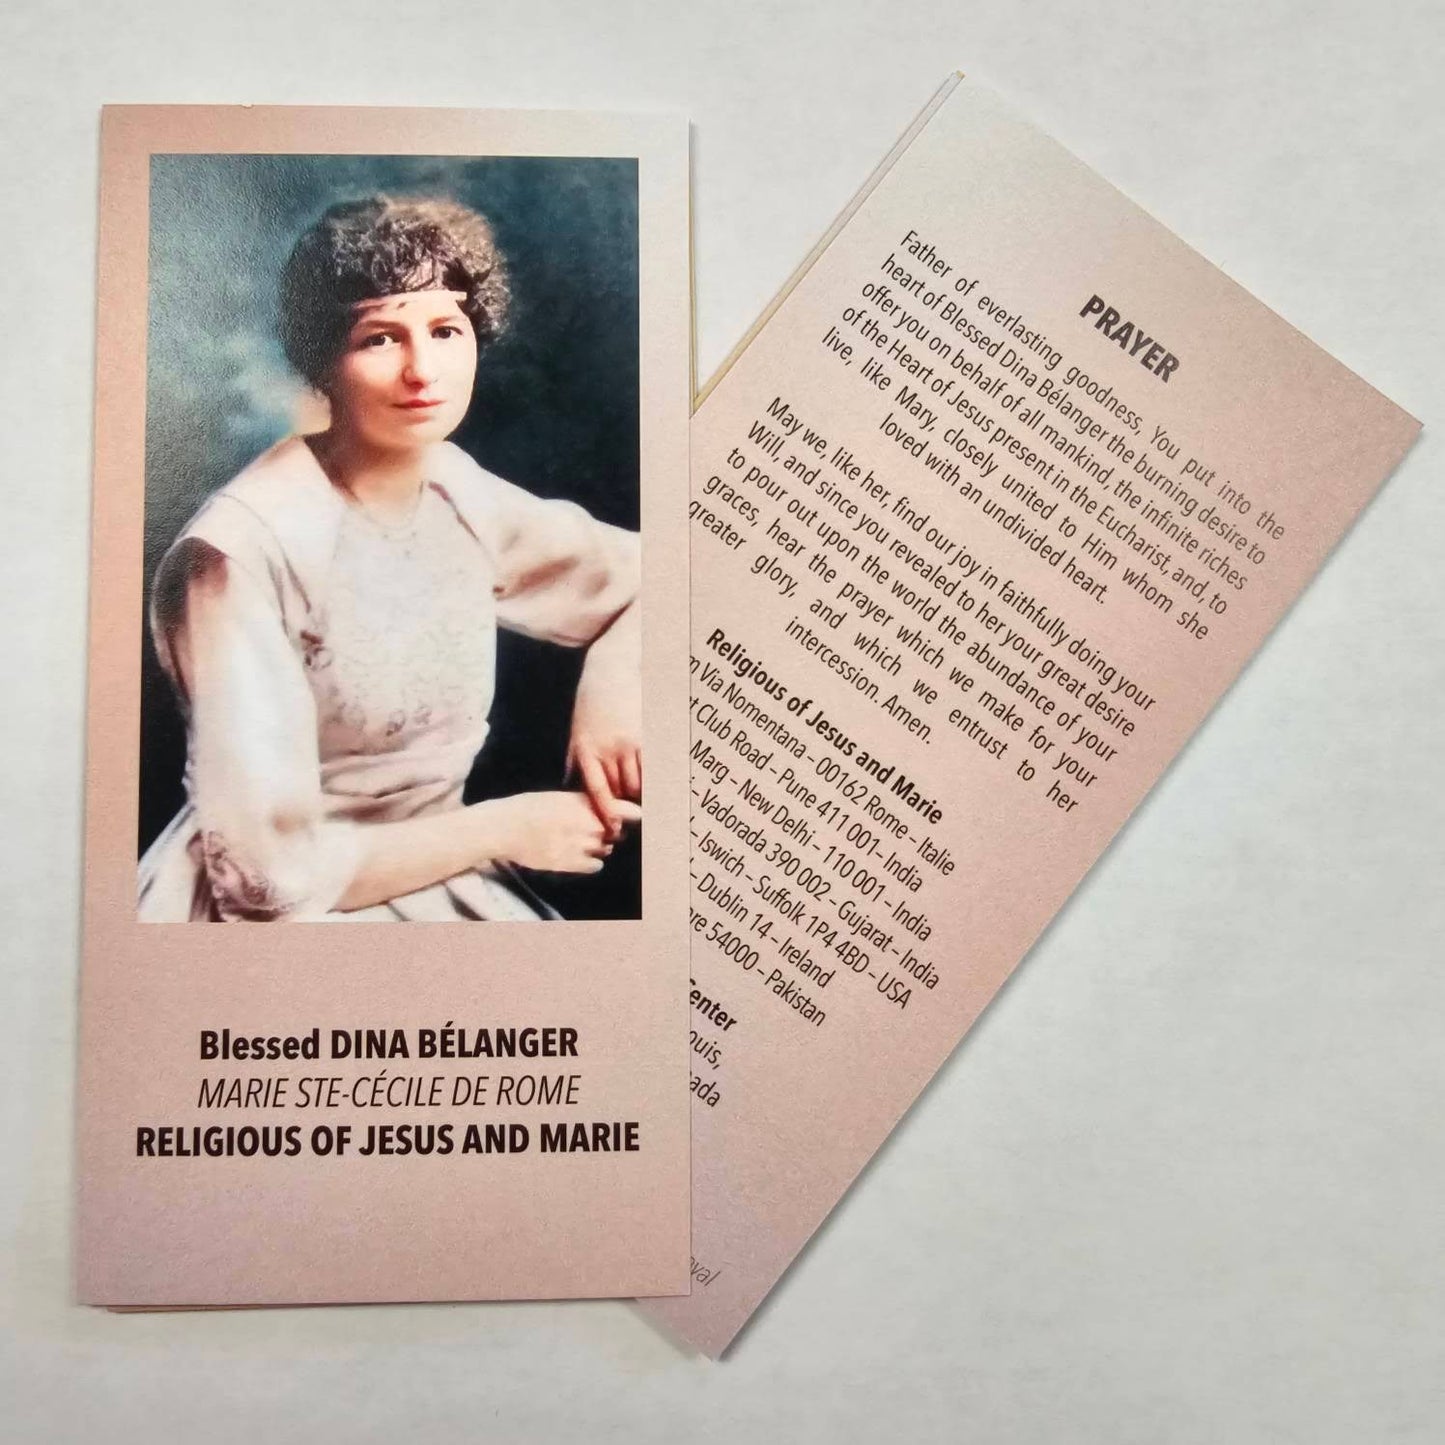 Blessed DINA BÉLANGER
MARIE STE-CÉCILE DE ROME
RELIGIOUS OF JESUS AND MARIE
PRAYER
Father of everlasting goodness, You put into the
heart of Blessed Dina Bélanger the burning desire to
offer you on behalf of all mankind, the infinite riches
of the Heart of Jesus present in the Eucharist, and, to
live, like Mary, closely united to Him whom she
loved with an undivided heart.
May we, like her, find our joy in faithfully doing your
Will, and since you revealed to her your great desire
to pour out upon the world the abundance of your
graces, hear the prayer which we make for your
greater glory, and which we entrust to her
intercession. Amen.
Religious of Jesus and Marie
Via Nomentana - 00162 Rome - Italie
Club Road - Pune 411 001- India
Marg - New Delhi - 110 001 - India
- Vadorada 390 002 - Gujarat - India
- Iswich - Suffolk 1P4 4BD - USA
- Dublin 14 - Ireland
54000 - Pakistan